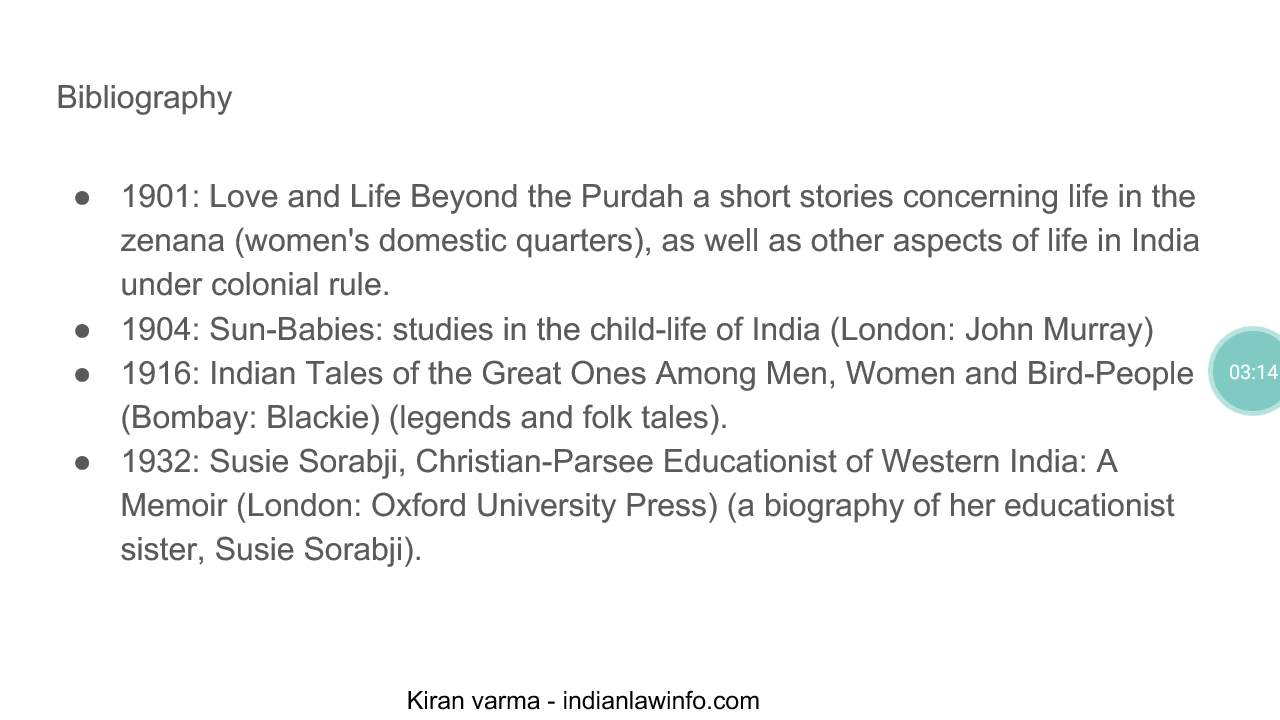 Bibliography
● 1901: Love and Life Beyond the Purdah a short stories concerning life in the
zenana (women's domestic quarters), as well as other aspects of life in India
under colonial rule.
● 1904: Sun-Babies: studies in the child-life of India (London: John Murray)
● 1916: Indian Tales of the Great Ones Among Men, Women and Bird-People
(Bombay: Blackie) (legends and folk tales).
● 1932: Susie Sorabji, Christian-Parsee Educationist of Western India: A
Memoir (London: Oxford University Press) (a biography of her educationist
sister, Susie Sorabji).
03:14
Kiran varma - indianlawinfo.com